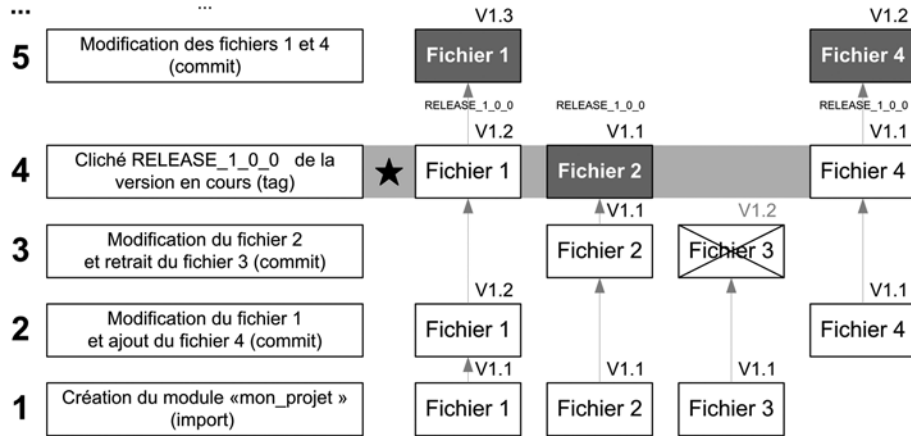 ... ... V1.3 V1.2
5 Modification des fichiers 1 et 4 Fichier 1 Fichier 4
(commit)
RELEASE_1_0_0 RELEASE_1_0_0 RELEASE_1_0_0
V1.2 V1.1 V1.1
4 Cliché RELEASE_1_0_0 de la Fichier 1 Fichier 2 Fichier 4
version en cours (tag)
V1.1 V1.2
3 Modification du fichier 2 Fichier 2 Fichier 3
et retrait du fichier 3 (commit)
V1.2 V1.1
2 Modification du fichier 1 Fichier 1 Fichier 4
et ajout du fichier 4 (commit)
V1.1 V1.1 V1.1
1 Création du module «mon_projet » Fichier 1 Fichier 2 Fichier 3
(import)